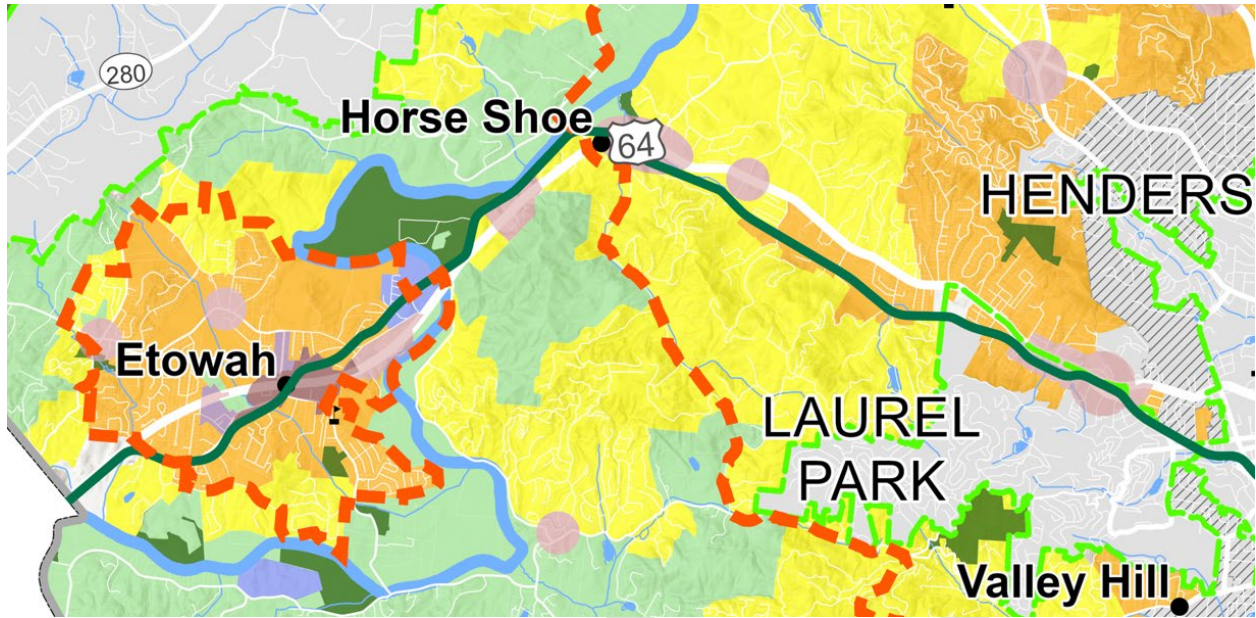 280
Horse Shoe
64
HENDERS
Etowah
LAUREL
PARK
Valley Hill